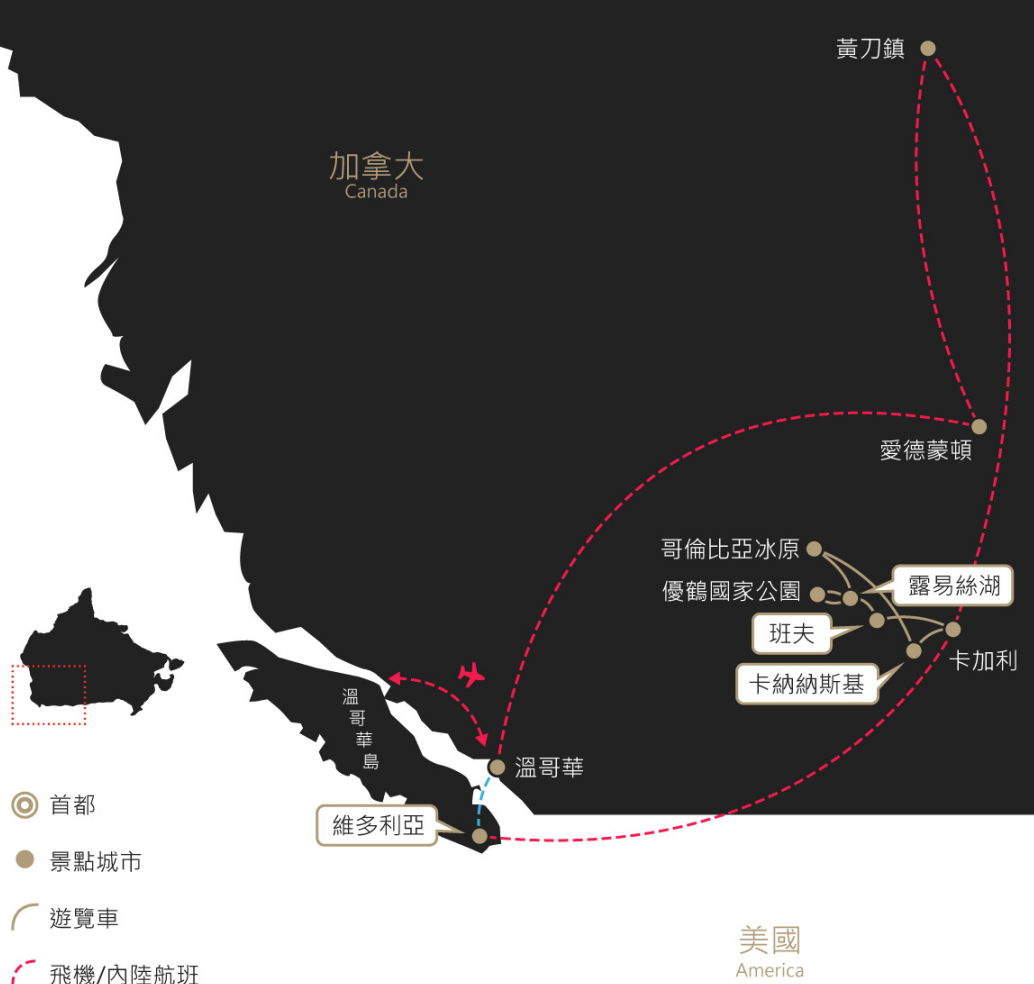 黃刀鎮
加拿大
Canada
愛德蒙頓
哥倫比亞冰原
優鶴國家公園
露易絲湖
班夫
卡加利
卡納納斯基
溫哥華島
溫哥華
維多利亞
首都
景點城市
遊覽車
飛機/內陸航班
美國
America